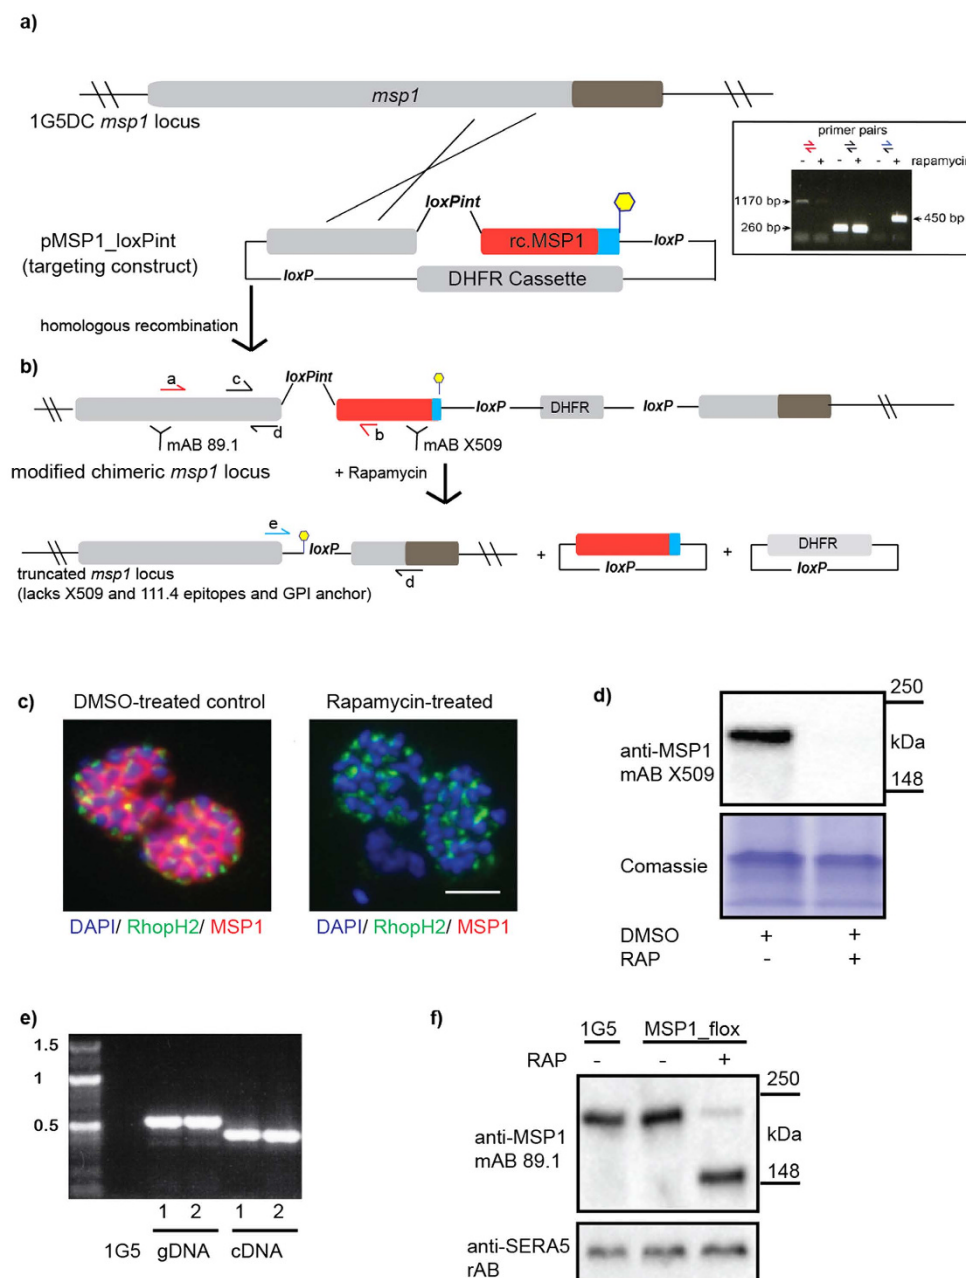 a)
msp1
1G5DC msp1 locus
primer pairs
- + - + - + rapamycin
1170 bp
260 bp
450 bp
loxPint
pMSP1_loxPint
(targeting construct)
rc.MSP1
loxP
loxP
DHFR Cassette
homologous recombination
b)
a
c
loxPint
loxP
DHFR
loxP
d
b
mAB 89.1
mAB X509
modified chimeric msp1 locus
+ Rapamycin
e
loxP
d
+
loxP
+
DHFR
loxP
truncated msp1 locus
(lacks X509 and 111.4 epitopes and GPI anchor)
c)
DMSO-treated control
Rapamycin-treated
DAPI/ RhopH2/ MSP1
DAPI/ RhopH2/ MSP1
d)
250
anti-MSP1
mAB X509
kDa
148
Comassie
DMSO + +
RAP - +
e)
1.5
1
0.5
1 2 1 2
1G5 gDNA cDNA
f)
1G5 MSP1_flox
RAP - - +
250
anti-MSP1
mAB 89.1
kDa
148
anti-SERA5
rAB